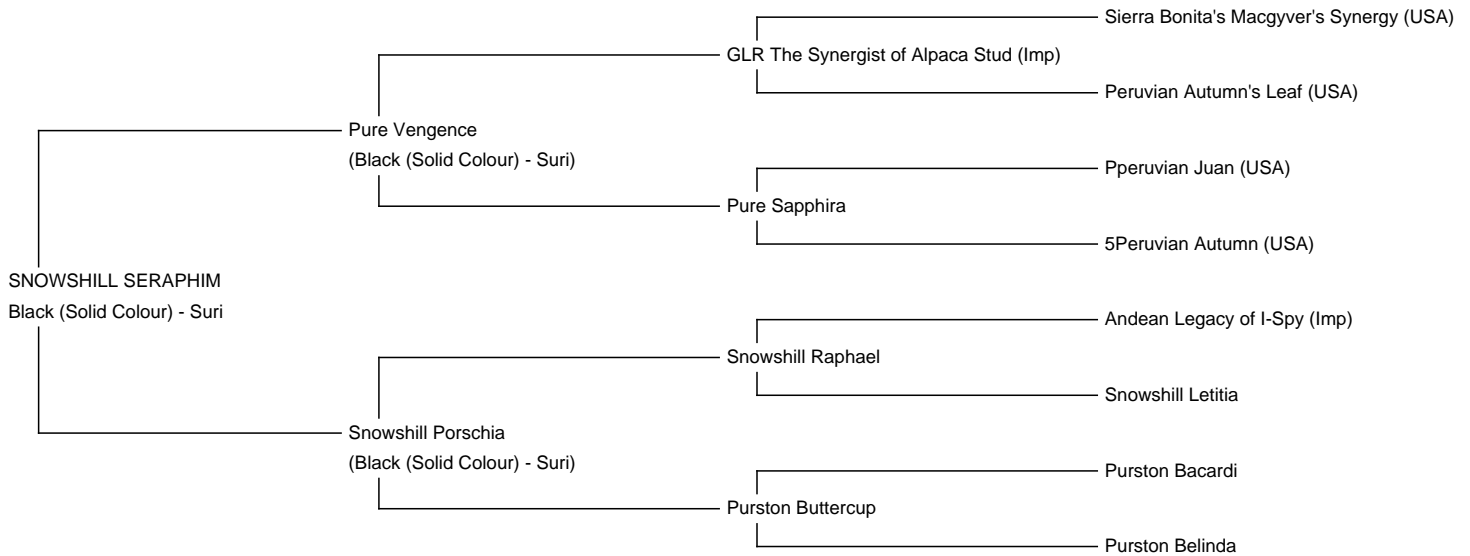 Sierra Bonita's Macgyver's Synergy (USA)
GLR The Synergist of Alpaca Stud (Imp)
Peruvian Autumn's Leaf (USA)
Pure Vengence
(Black (Solid Colour) - Suri)
Pperuvian Juan (USA)
Pure Sapphira
5Peruvian Autumn (USA)
SNOWSHILL SERAPHIM
Black (Solid Colour) - Suri
Andean Legacy of I-Spy (Imp)
Snowshill Raphael
Snowshill Letitia
Snowshill Porschia
(Black (Solid Colour) - Suri)
Purston Bacardi
Purston Buttercup
Purston Belinda